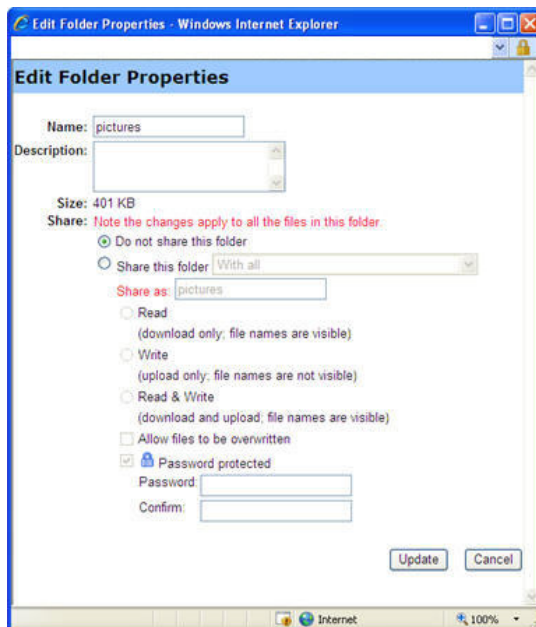 Edit Folder Properties - Windows Internet Explorer
Edit Folder Properties
Name: pictures
Description:
Size: 401 KB
Share: Note the changes apply to all the files in this folder.
Do not share this folder
Share this folder With all
Share as: pictures
Read
(download only; file names are visible)
Write
(upload only; file names are not visible)
Read & Write
(download and upload; file names are visible)
Allow files to be overwritten
Password protected
Password:
Confirm:
Update Cancel
Internet 100%